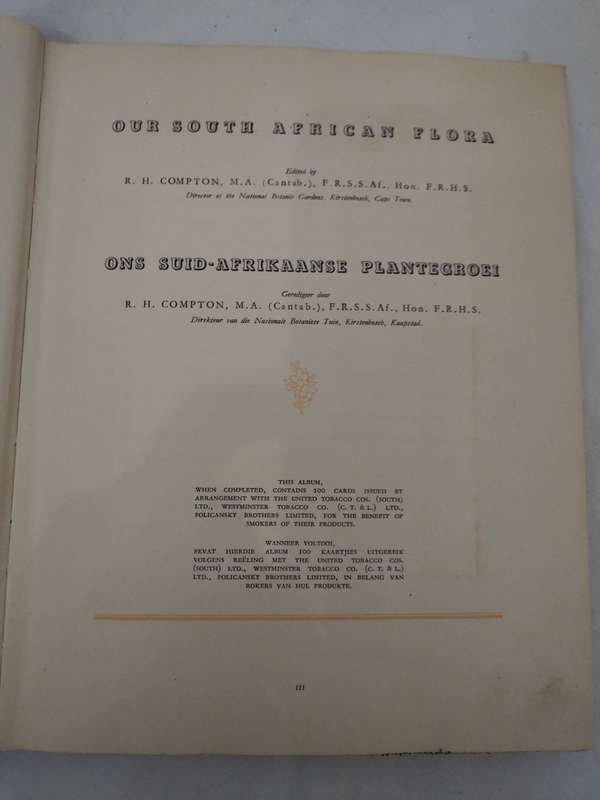 OUR SOUTH AFRICAN FLORA
Edited by
R. H. COMPTON, M.A. (Cantab.), F.R.S.S.Af., Hon. F.R.H.S.
Director of the National Botanic Gardens, Kirstenbosch, Cape Town.
ONS SUID-AFRIKAANSE PLANTEGROEI
Geredigeer door
R. H. COMPTON, M.A. (Cantab.), F.R.S.S.Af., Hon. F.R.H.S.
Direkteur van die Nasionale Botaniese Tuin, Kirstenbosch, Kaapstad.
THIS ALBUM,
WHEN COMPLETED, CONTAINS 100 CARDS ISSUED BY
ARRANGEMENT WITH THE UNITED TOBACCO COS. (SOUTH)
LTD., WESTMINSTER TOBACCO CO. (C. T. & L.) LTD.,
POLICANSKY BROTHERS LIMITED, FOR THE BENEFIT OF
SMOKERS OF THEIR PRODUCTS.
WANNEER VOLTOOI,
BEVAT HIERDIE ALBUM 100 KAARTJIES UITGEREIK
VOLGENS REËLING MET THE UNITED TOBACCO COS.
(SOUTH) LTD., WESTMINSTER TOBACCO CO. (C. T. & L.)
LTD., POLICANSKY BROTHERS LIMITED, IN BELANG VAN
ROKERS VAN HUL PRODUKTE.
III